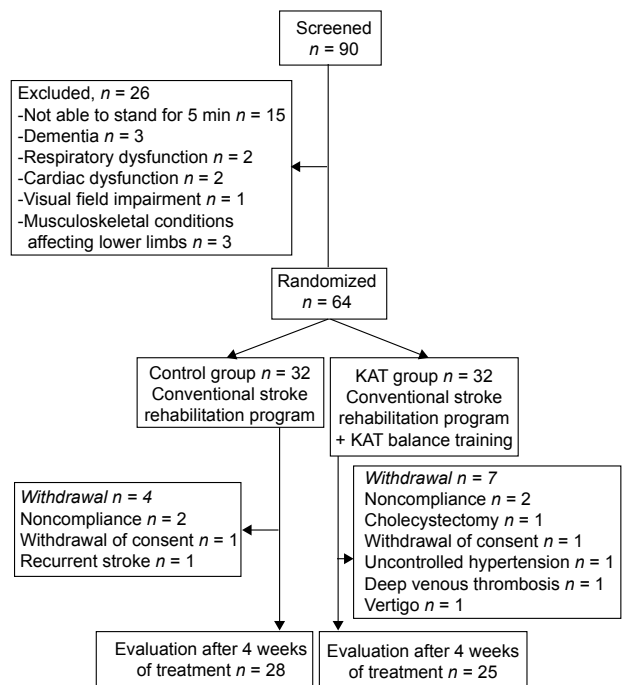 Screened
n = 90
Excluded, n = 26
-Not able to stand for 5 min n = 15
-Dementia n = 3
-Respiratory dysfunction n = 2
-Cardiac dysfunction n = 2
-Visual field impairment n = 1
-Musculoskeletal conditions
affecting lower limbs n = 3
Randomized
n = 64
Control group n = 32
Conventional stroke
rehabilitation program
KAT group n = 32
Conventional stroke
rehabilitation program
+ KAT balance training
Withdrawal n = 4
Noncompliance n = 2
Withdrawal of consent n = 1
Recurrent stroke n = 1
Withdrawal n = 7
Noncompliance n = 2
Cholecystectomy n = 1
Withdrawal of consent n = 1
Uncontrolled hypertension n = 1
Deep venous thrombosis n = 1
Vertigo n = 1
Evaluation after 4 weeks
of treatment n = 28
Evaluation after 4 weeks
of treatment n = 25